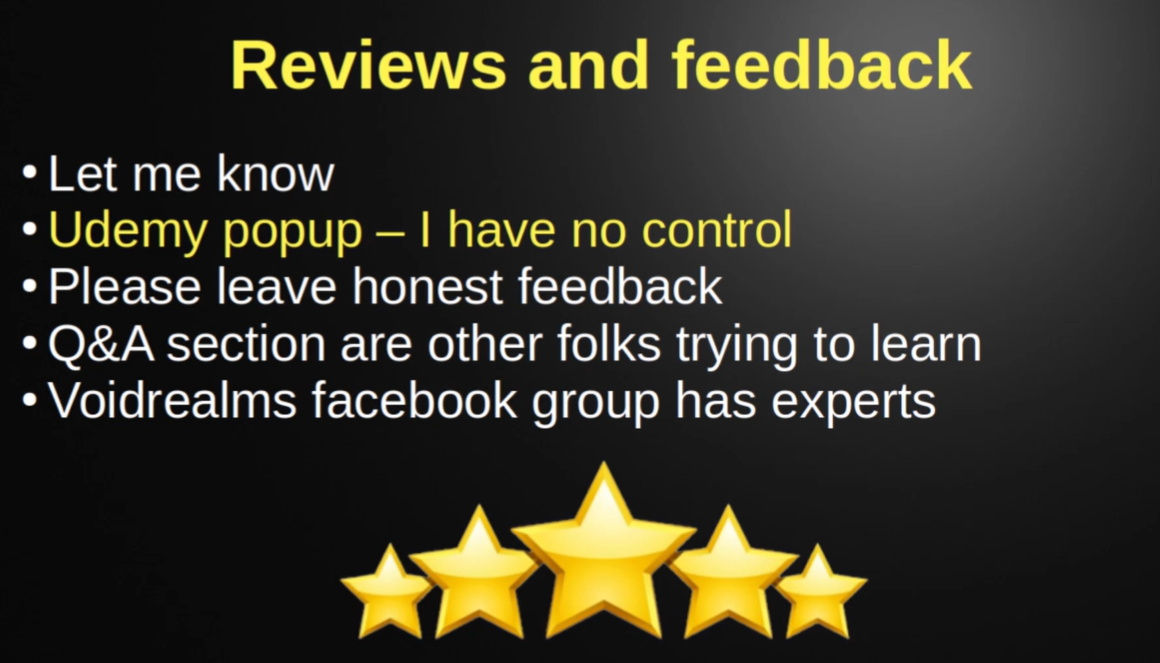 Reviews and feedback
• Let me know
• Udemy popup – I have no control
• Please leave honest feedback
• Q&A section are other folks trying to learn
• Voidrealms facebook group has experts